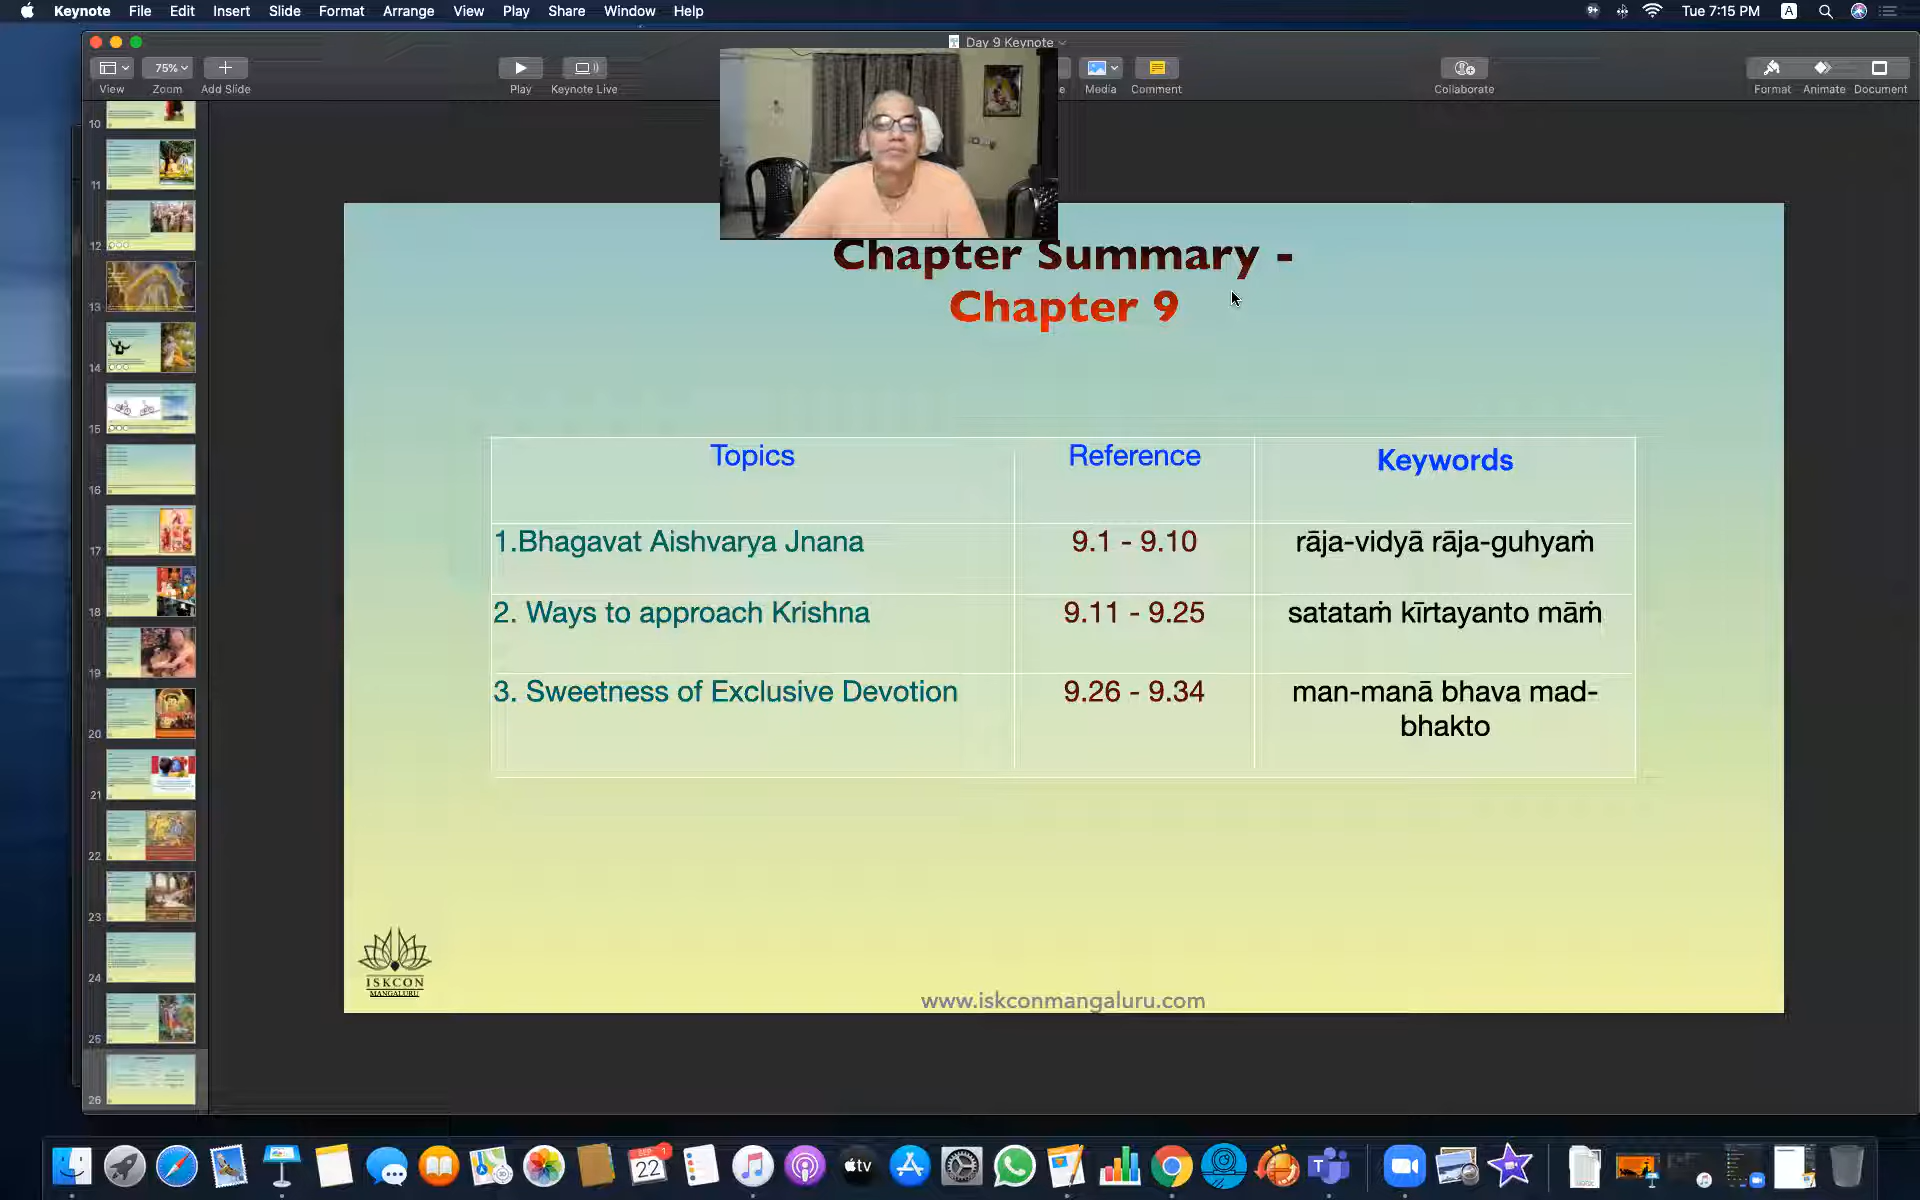 Keynote File Edit Insert Slide Format Arrange View Play Share Window Help
9+ Tue 7:15 PM A
Day 9 Keynote
75%
View Zoom Add Slide Play Keynote Live Media Comment Collaborate Format Animate Document
10
11
12
13
14
15
16
17
18
19
20
21
22
23
24
25
26
Chapter Summary -
Chapter 9
Topics Reference Keywords
1.Bhagavat Aishvarya Jnana 9.1 - 9.10 rāja-vidyā rāja-guhyaṁ
2. Ways to approach Krishna 9.11 - 9.25 satataṁ kīrtayanto māṁ
3. Sweetness of Exclusive Devotion 9.26 - 9.34 man-manā bhava mad-
bhakto
ISKCON
MANGALURU
www.iskconmangaluru.com
SEP 1
22
tv